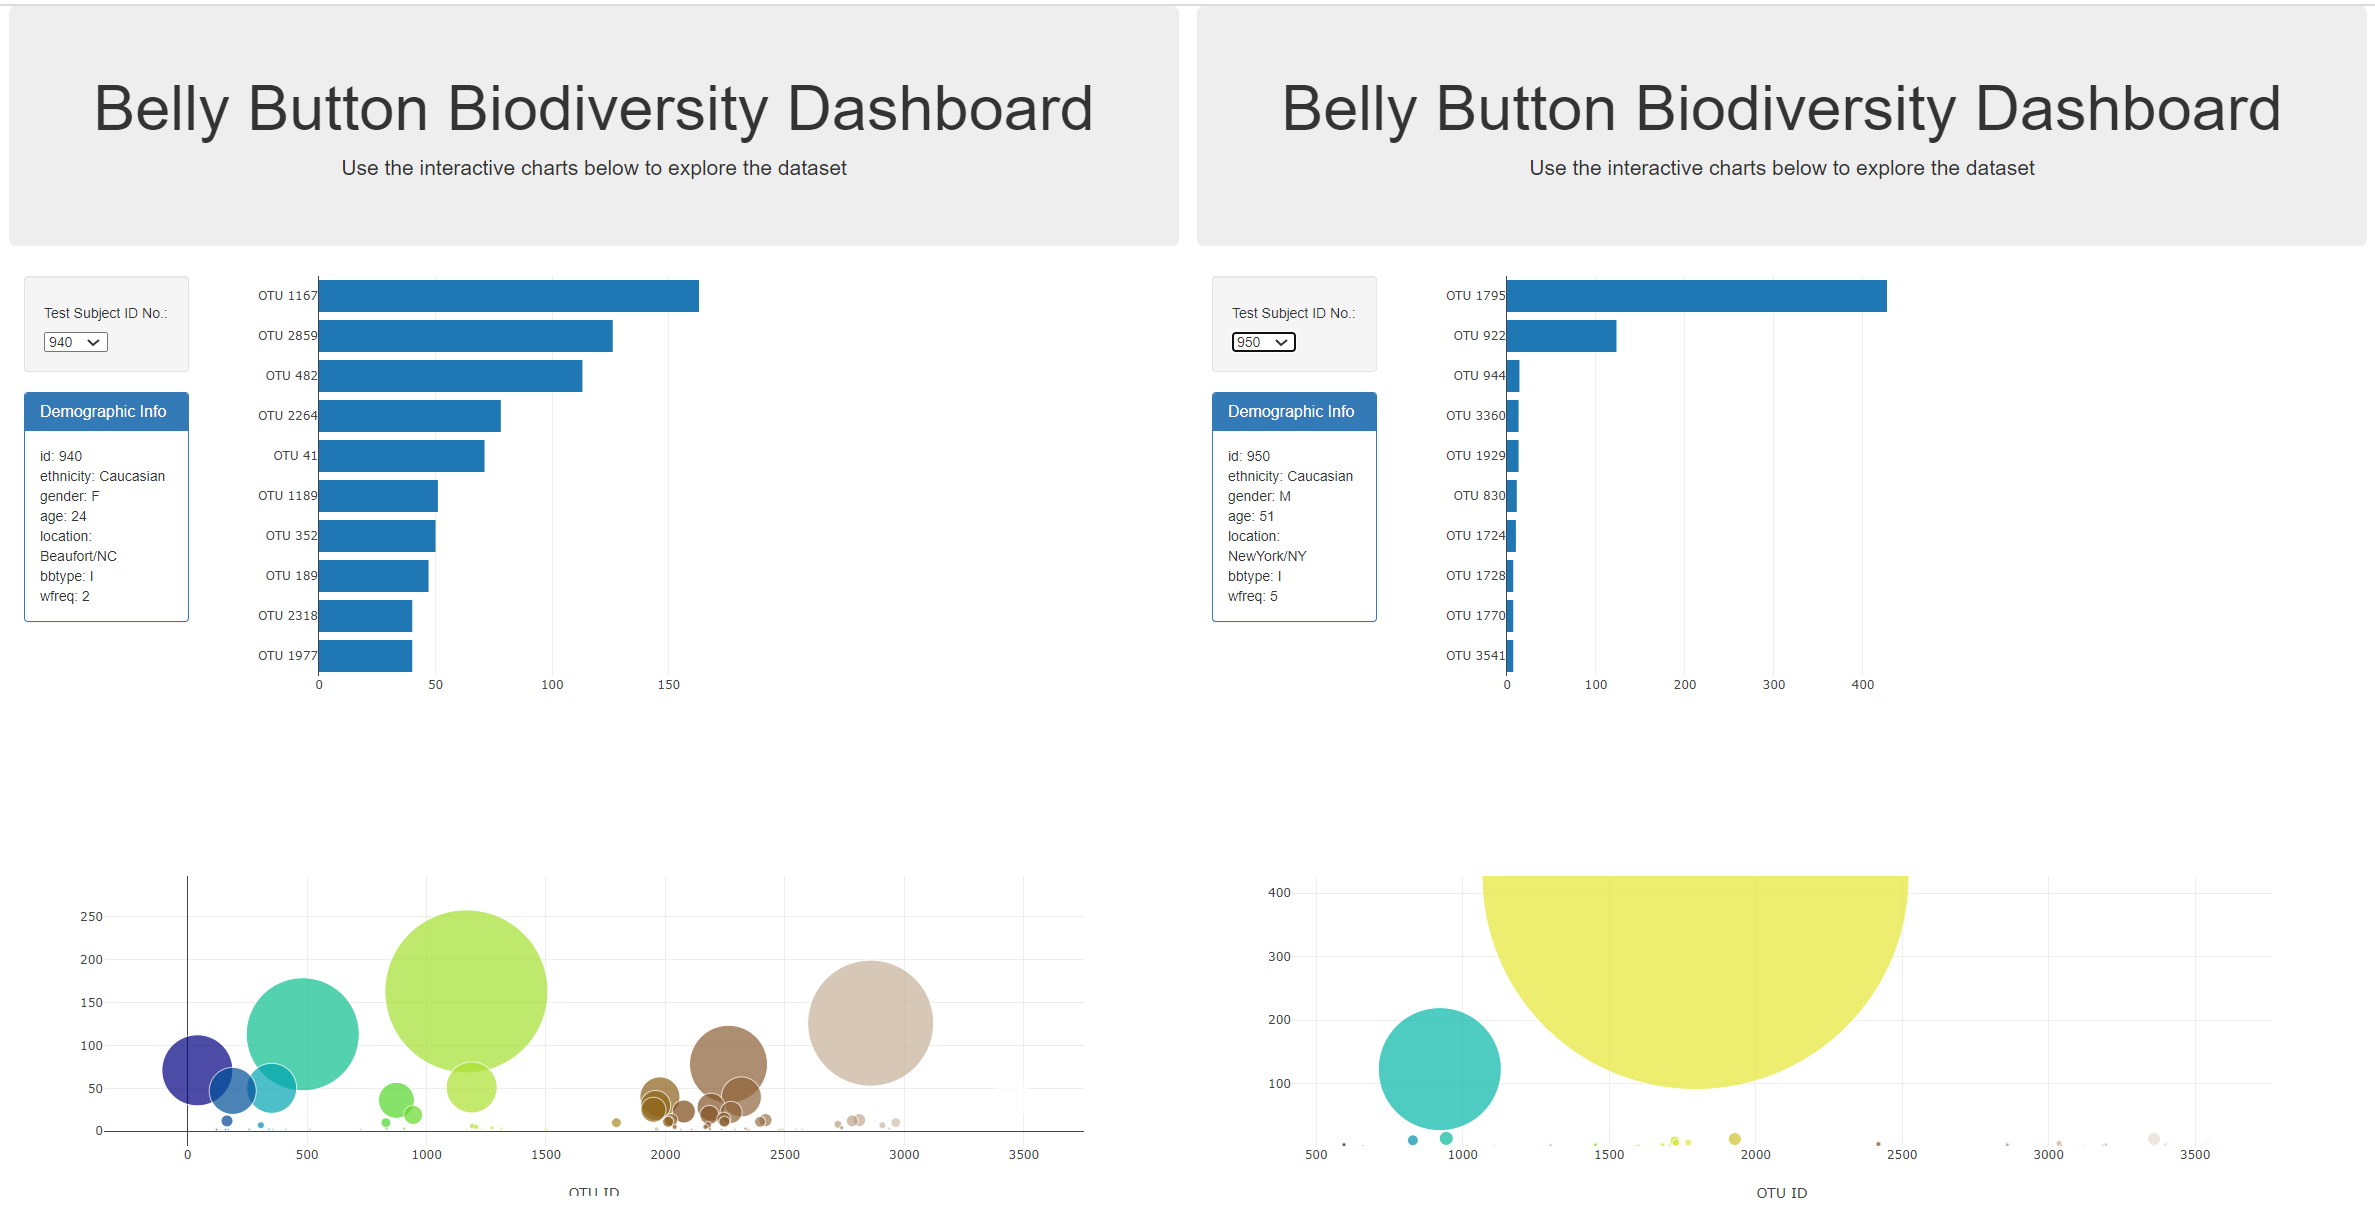 Belly Button Biodiversity Dashboard
Use the interactive charts below to explore the dataset
Test Subject ID No.:
940
Demographic Info
id: 940
ethnicity: Caucasian
gender: F
age: 24
location:
Beaufort/NC
bbtype: I
wfreq: 2
OTU 1167
OTU 2859
OTU 482
OTU 2264
OTU 41
OTU 1189
OTU 352
OTU 189
OTU 2318
OTU 1977
0 50 100 150
250
200
150
100
50
0
0 500 1000 1500 2000 2500 3000 3500
OTU ID
Belly Button Biodiversity Dashboard
Use the interactive charts below to explore the dataset
Test Subject ID No.:
950
Demographic Info
id: 950
ethnicity: Caucasian
gender: M
age: 51
location:
NewYork/NY
bbtype: I
wfreq: 5
OTU 1795
OTU 922
OTU 944
OTU 3360
OTU 1929
OTU 830
OTU 1724
OTU 1728
OTU 1770
OTU 3541
0 100 200 300 400
400
300
200
100
500 1000 1500 2000 2500 3000 3500
OTU ID